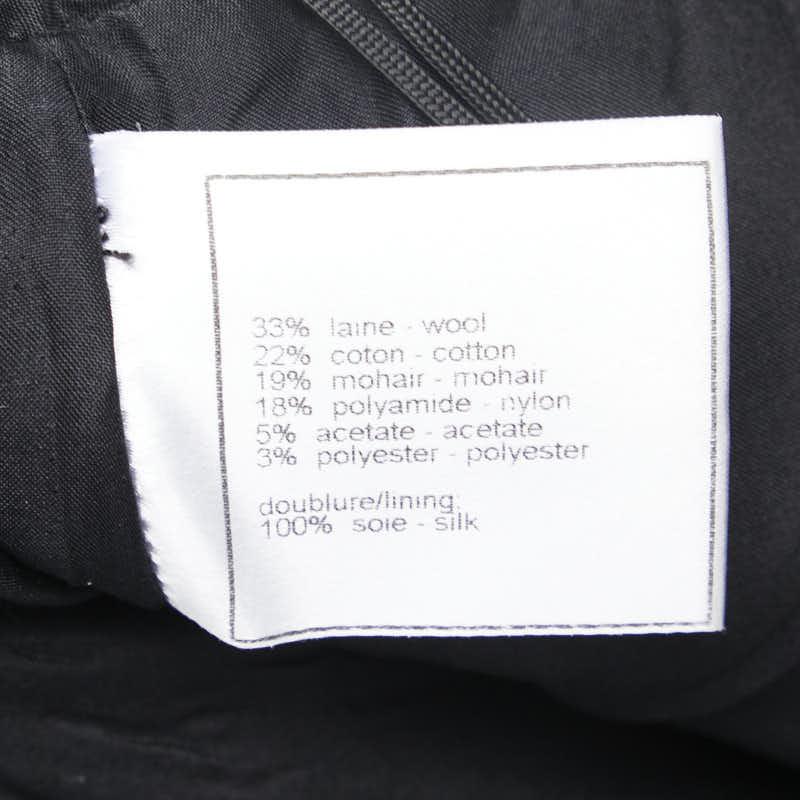 33% laine - wool
22% coton - cotton
19% mohair - mohair
18% polyamide - nylon
5% acetate - acetate
3% polyester - polyester
doublure/lining:
100% soie - silk